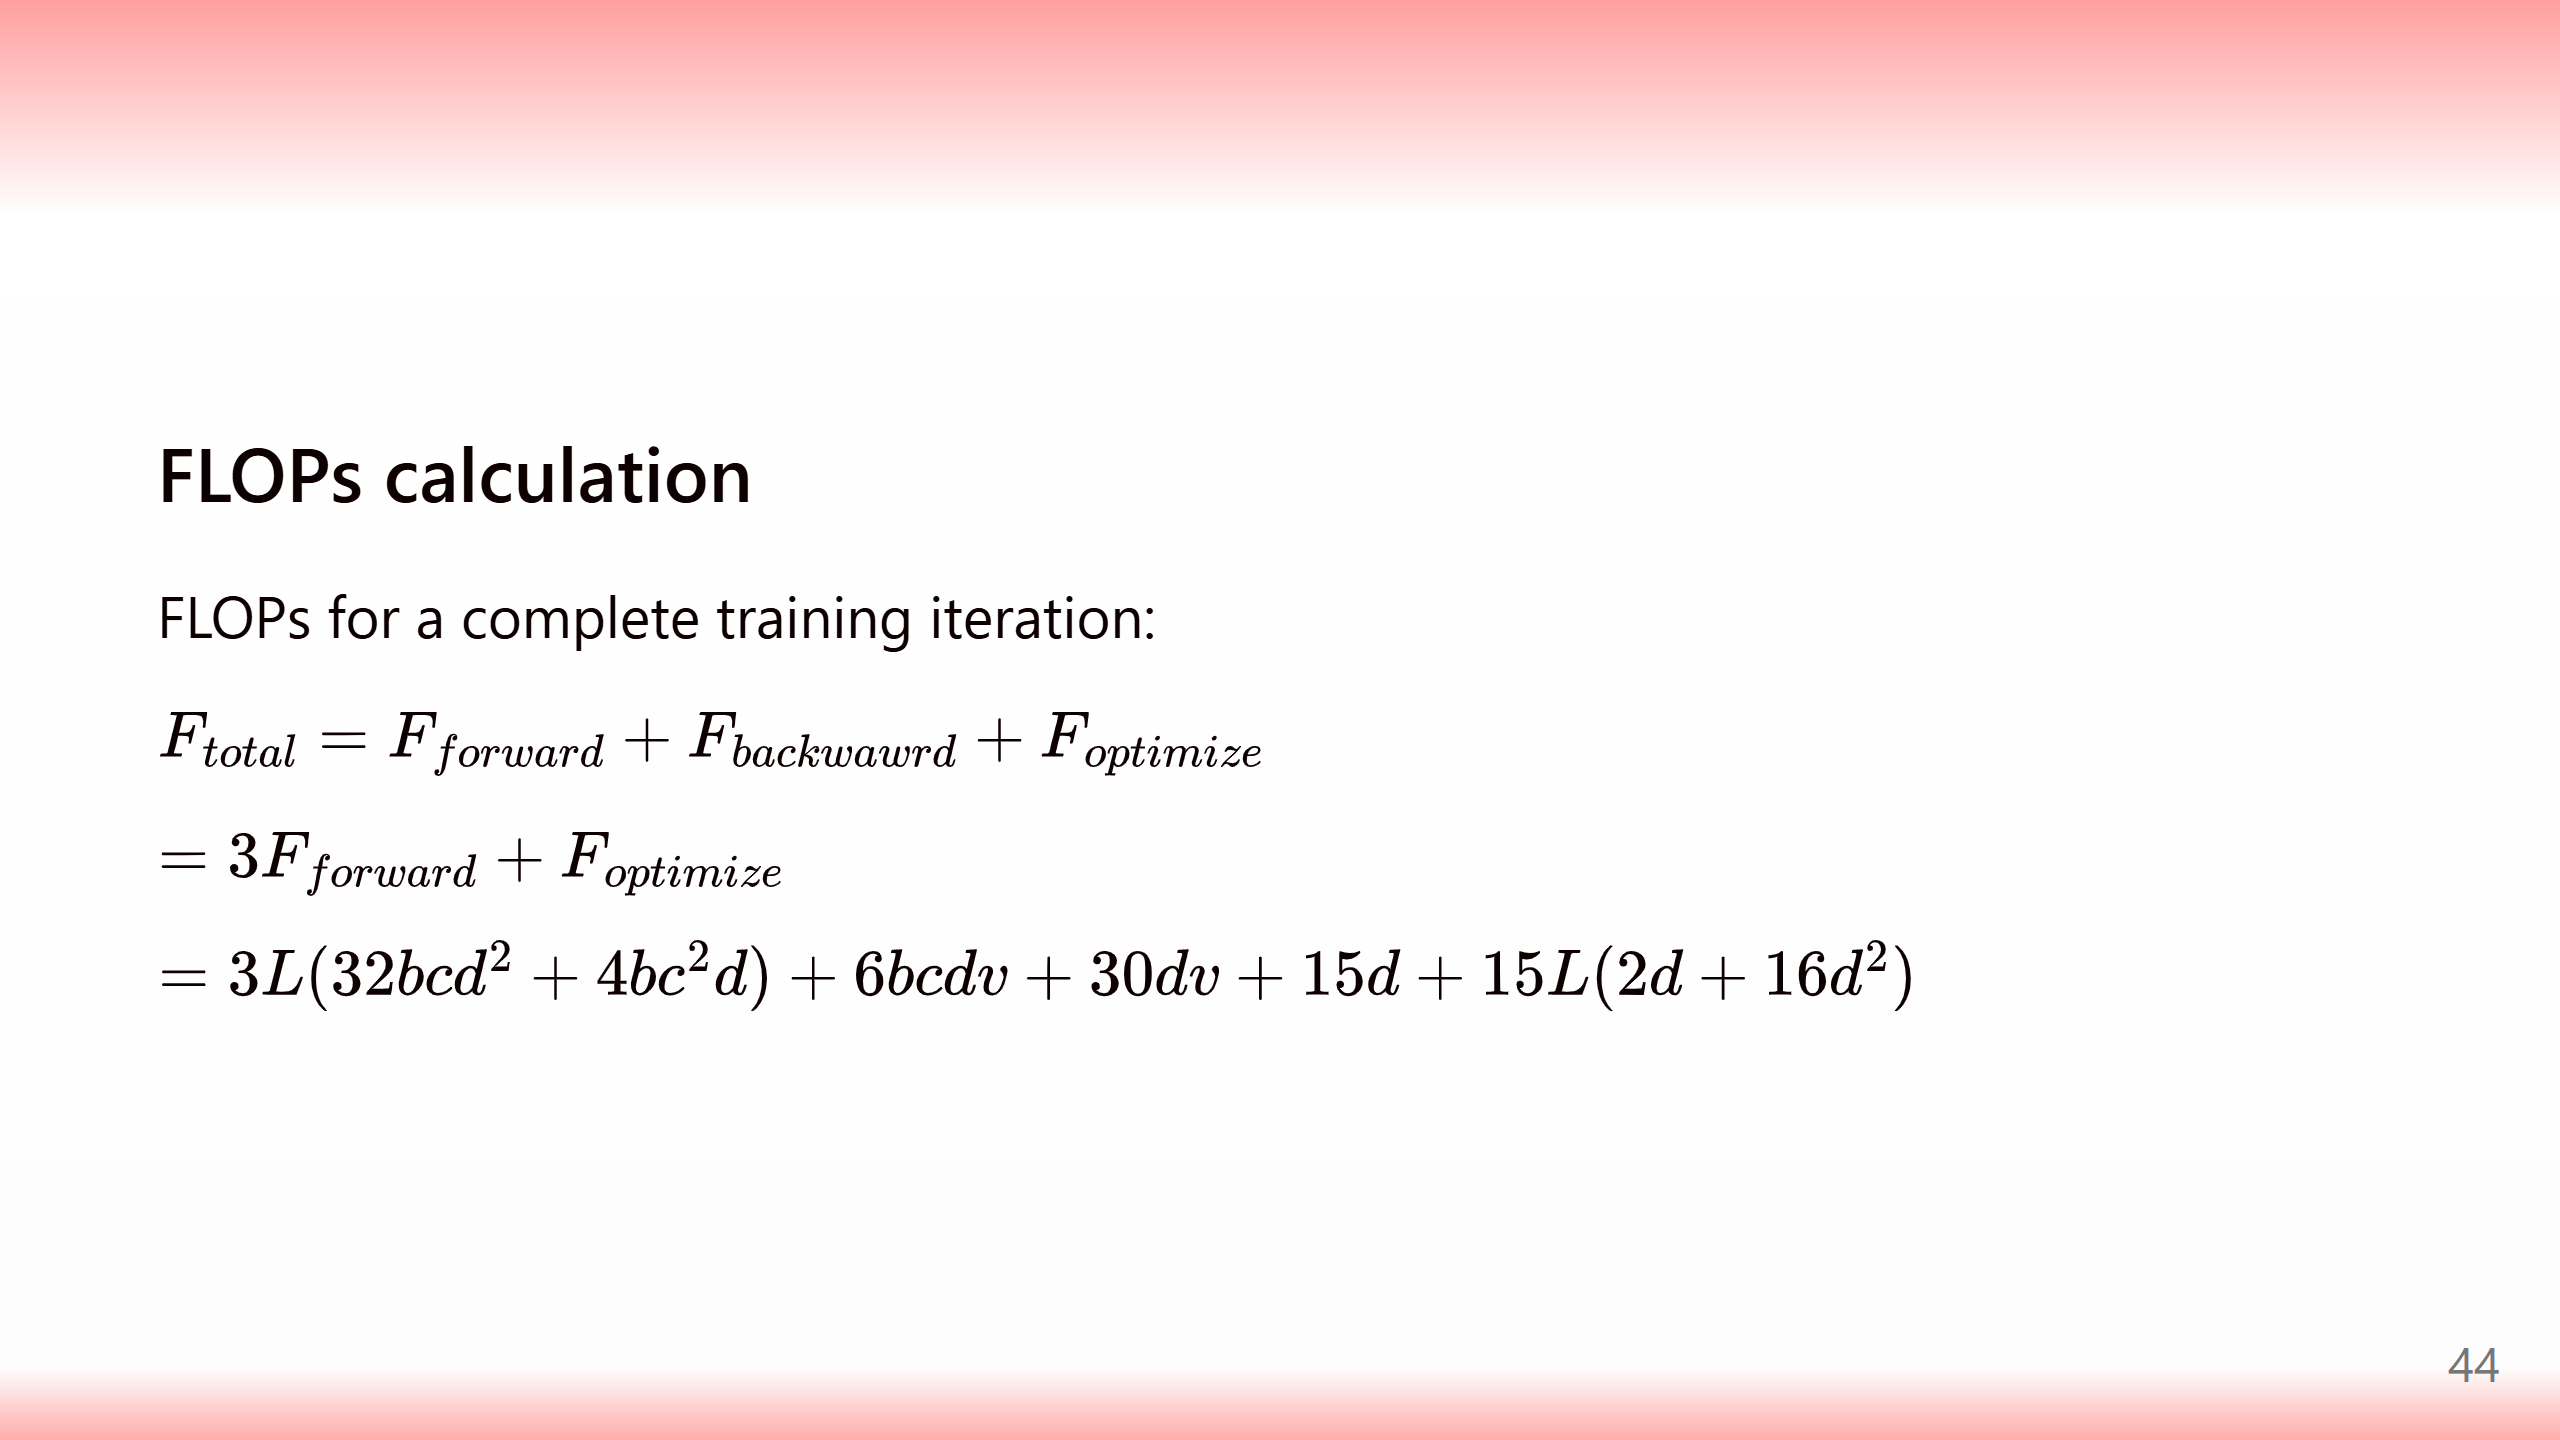 FLOPs calculation
FLOPs for a complete training iteration:
$F_{total} = F_{forward} + F_{backwawrd} + F_{optimize}$
$= 3F_{forward} + F_{optimize}$
$= 3L(32bcd^2 + 4bc^2d) + 6bcdv + 30dv + 15d + 15L(2d + 16d^2)$
44